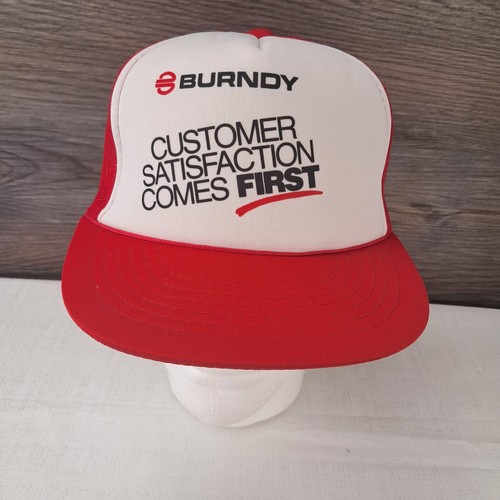 BURNDY
CUSTOMER
SATISFACTION
COMES FIRST